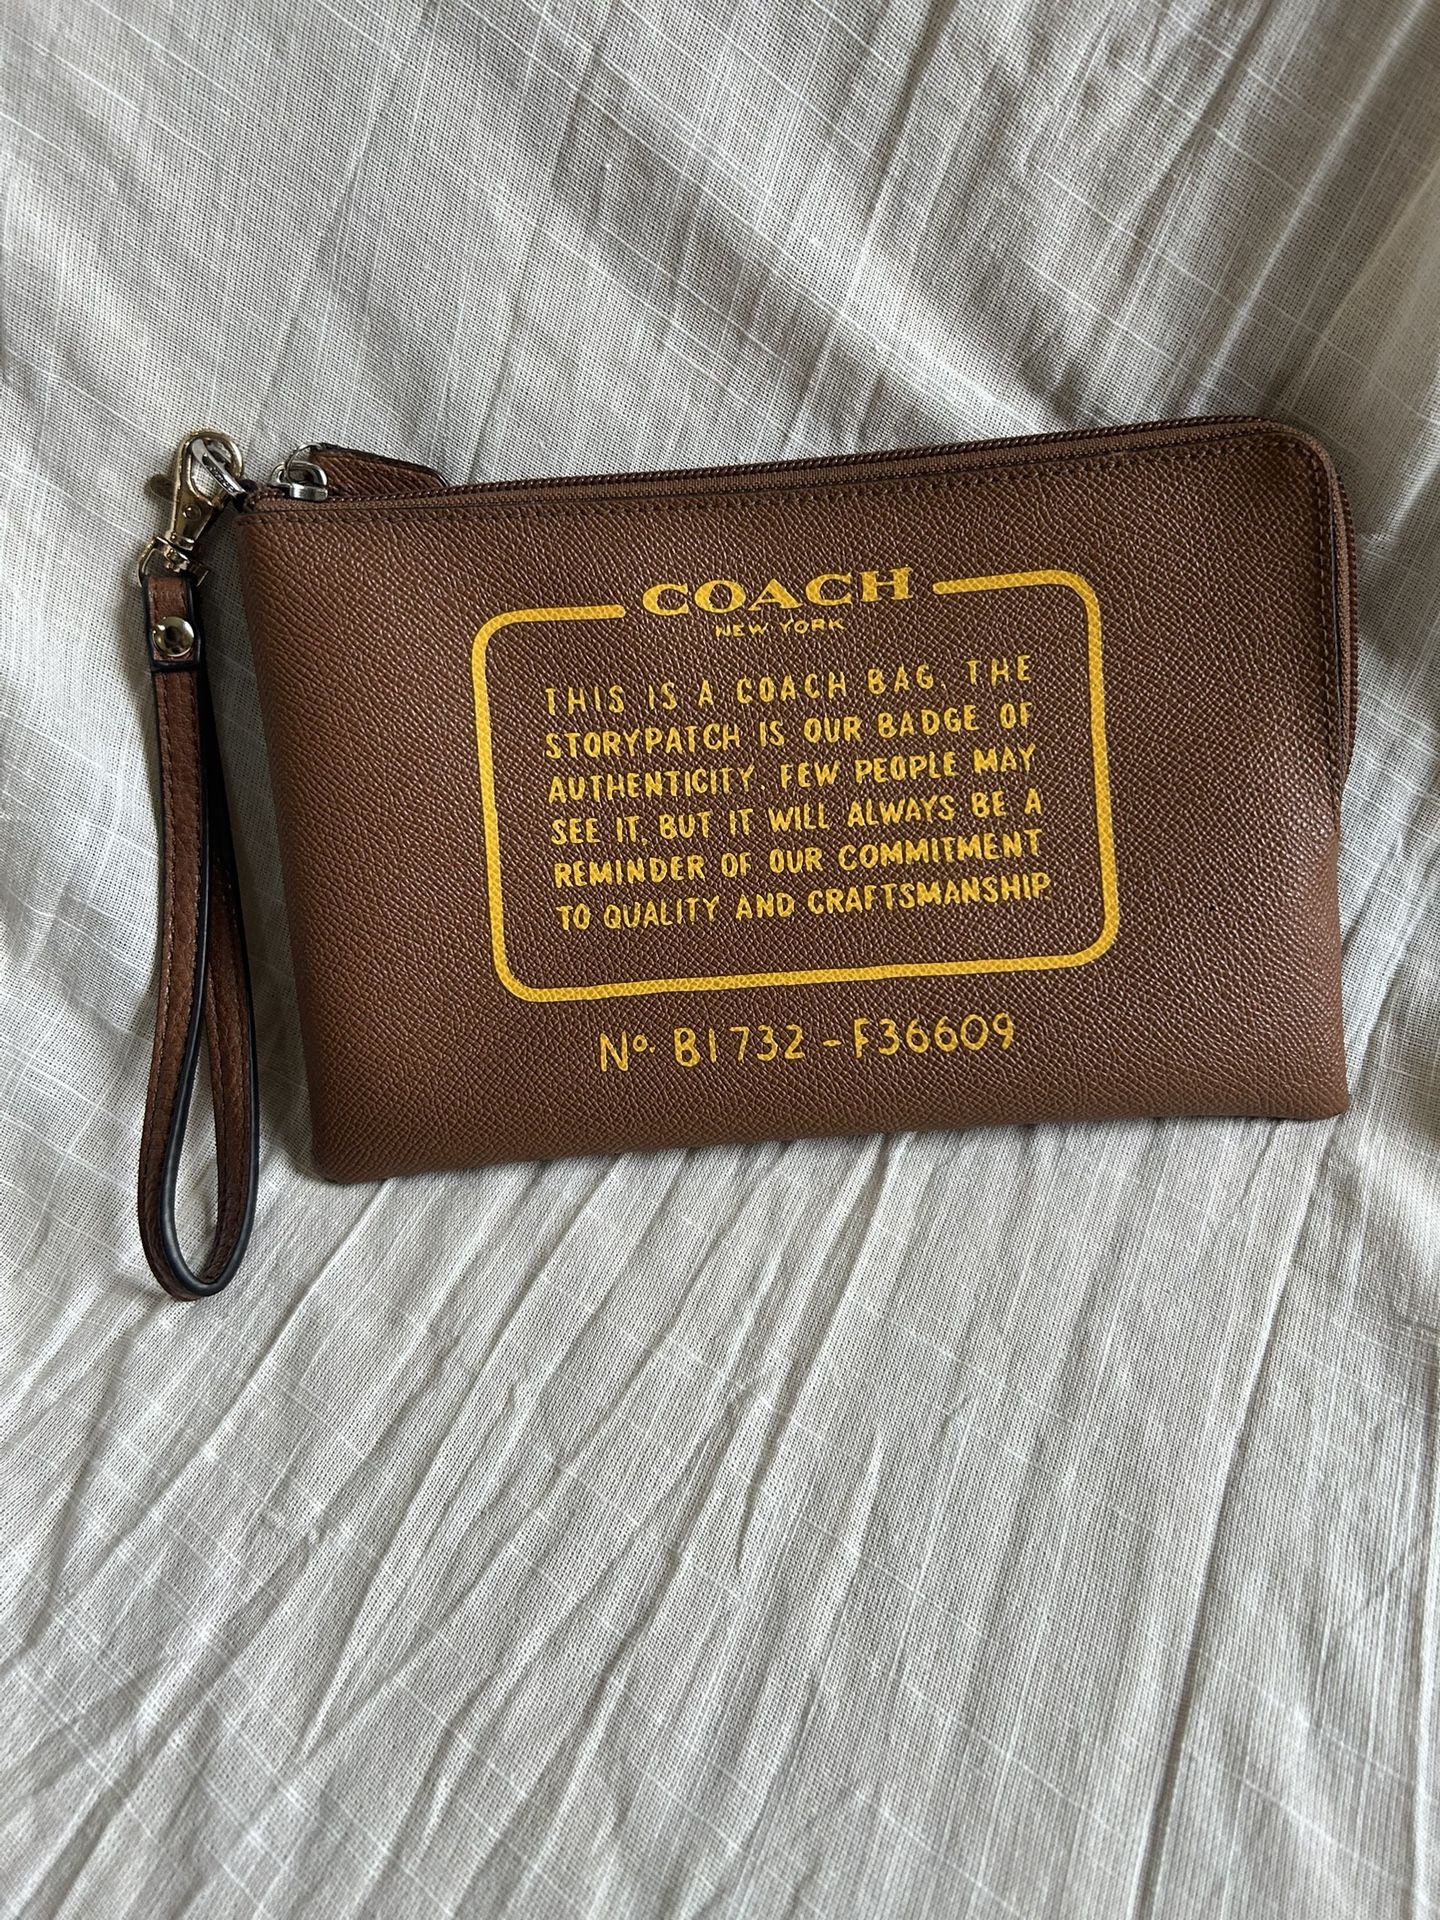 COACH
NEW YORK
THIS IS A COACH BAG. THE
STORYPATCH IS OUR BADGE OF
AUTHENTICITY. FEW PEOPLE MAY
SEE IT, BUT IT WILL ALWAYS BE A
REMINDER OF OUR COMMITMENT
TO QUALITY AND CRAFTSMANSHIP.
Nº. B1732-F36609